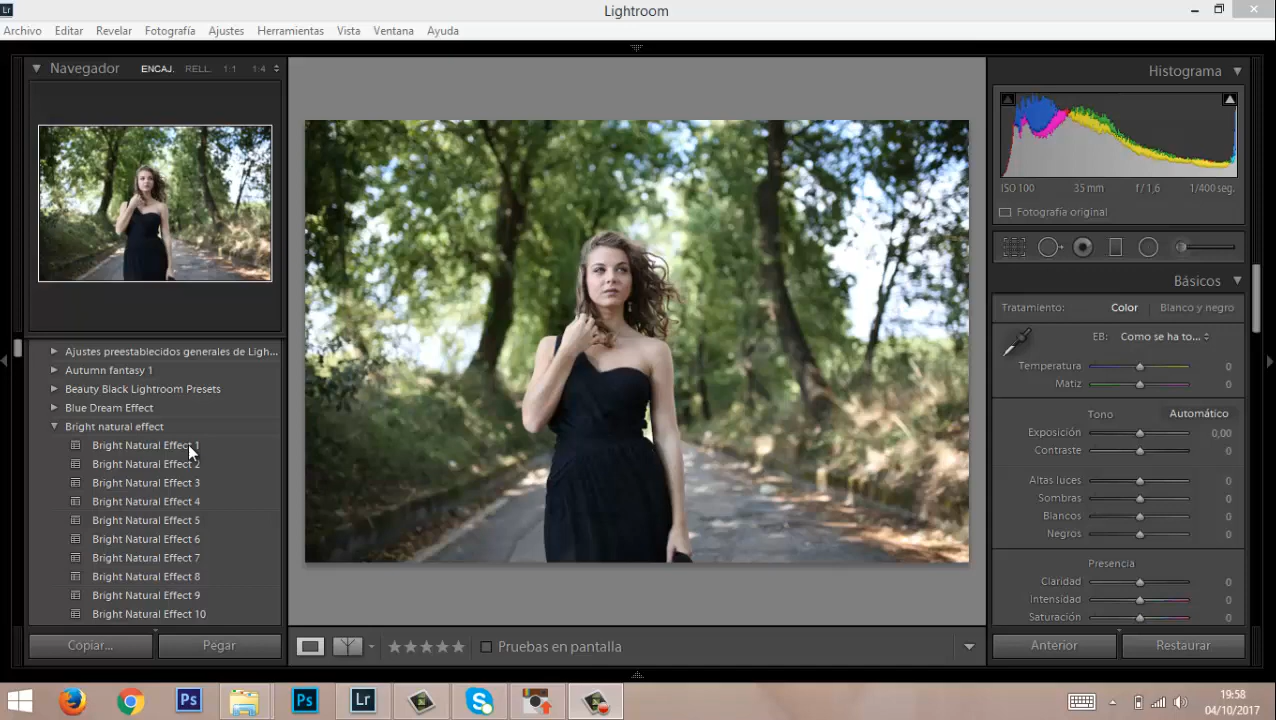 Lr
Lightroom
Archivo Editar Revelar Fotografía Ajustes Herramientas Vista Ventana Ayuda
Navegador ENCAJ. RELL. 1:1 1:4
Ajustes preestablecidos generales de Ligh...
Autumn fantasy 1
Beauty Black Lightroom Presets
Blue Dream Effect
Bright natural effect
Bright Natural Effect 1
Bright Natural Effect 2
Bright Natural Effect 3
Bright Natural Effect 4
Bright Natural Effect 5
Bright Natural Effect 6
Bright Natural Effect 7
Bright Natural Effect 8
Bright Natural Effect 9
Bright Natural Effect 10
Copiar... Pegar
Pruebas en pantalla
Histograma
ISO 100 35 mm f / 1,6 1/400 seg.
Fotografía original
Básicos
Tratamiento: Color Blanco y negro
EB: Como se ha to...
Temperatura 0
Matiz 0
Tono Automático
Exposición 0,00
Contraste 0
Altas luces 0
Sombras 0
Blancos 0
Negros 0
Presencia
Claridad 0
Intensidad 0
Saturación 0
Anterior Restaurar
Ps Ps Lr
19:58
04/10/2017